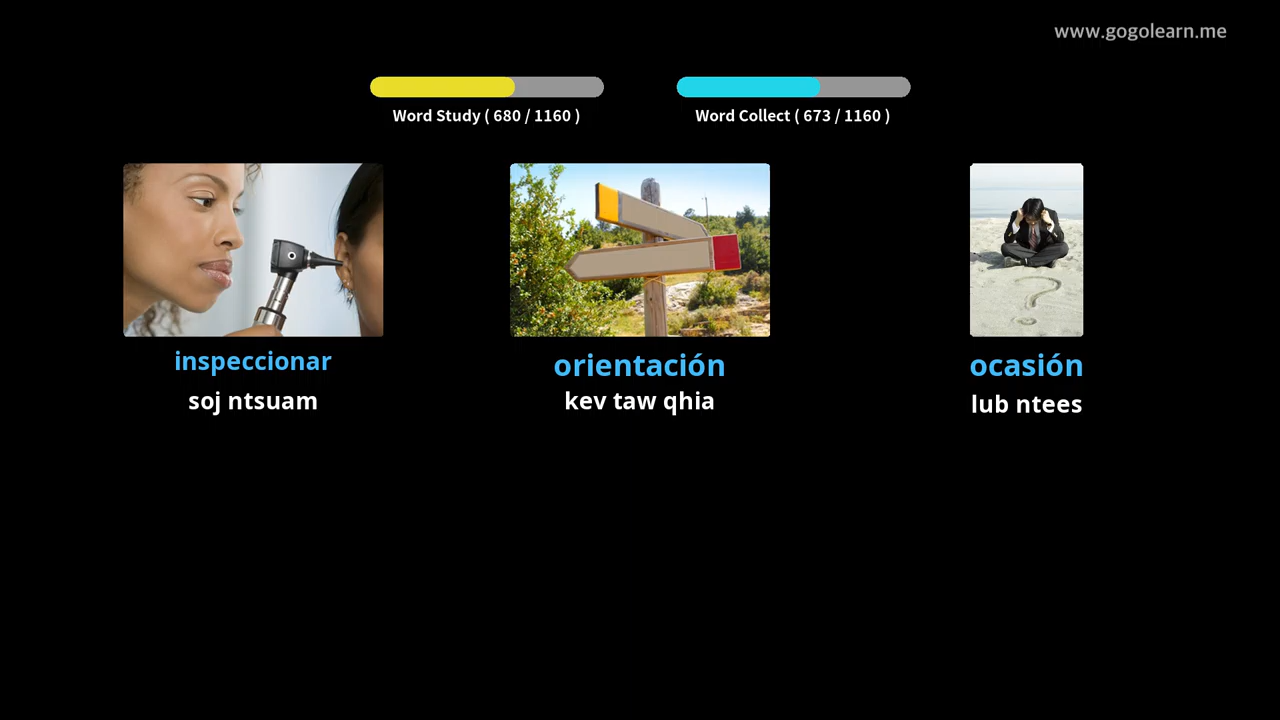 www.gogolearn.me
Word Study ( 680 / 1160 )
Word Collect ( 673 / 1160 )
inspeccionar
soj ntsuam
orientación
kev taw qhia
ocasión
lub ntees